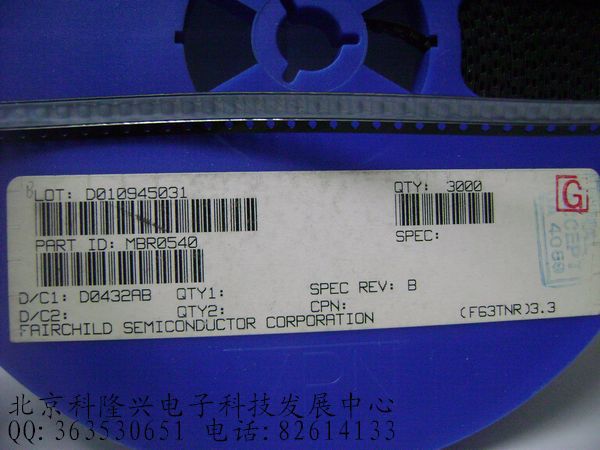 LOT: D010945031
QTY: 3000
G
PART ID: MBR0540
SPEC:
D/C1: D0432AB QTY1: SPEC REV: B
D/C2: QTY2: CPN:
FAIRCHILD SEMICONDUCTOR CORPORATION
(F63TNR)3.3
北京科隆兴电子科技发展中心
QQ:363530651 电话:82614133